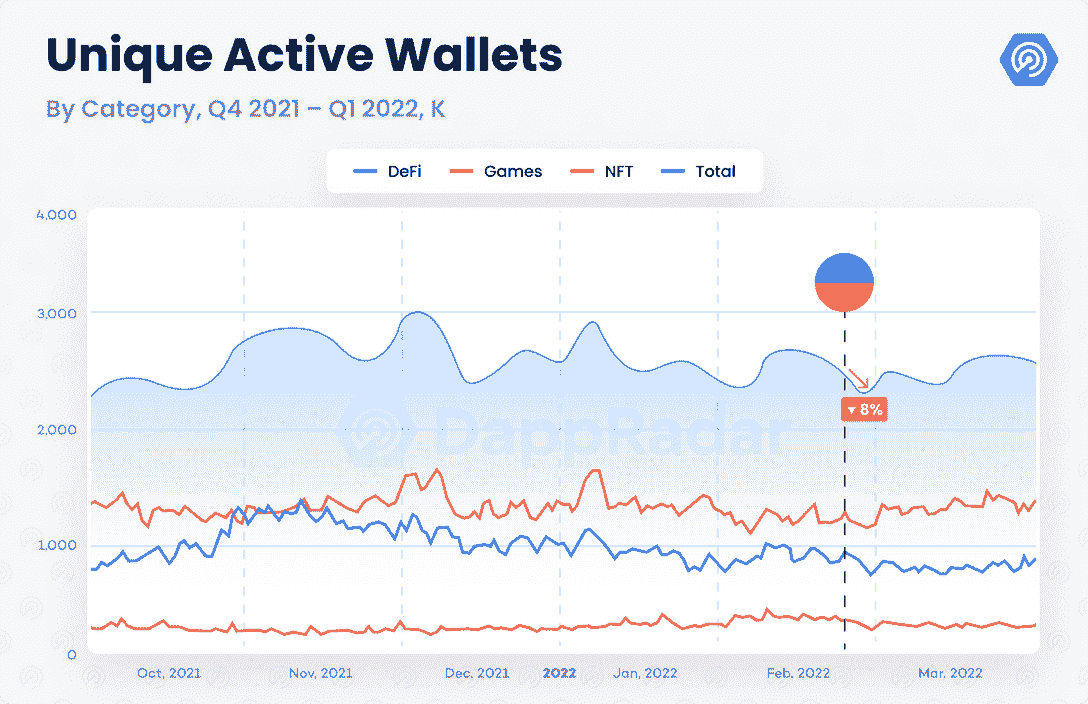 Unique Active Wallets
By Category, Q4 2021 – Q1 2022, K
DeFi Games NFT Total
4,000
3,000
▼ 8%
2,000
DappRadar
1,000
0
Oct, 2021 Nov, 2021 Dec, 2021 2022 Jan, 2022 Feb, 2022 Mar, 2022